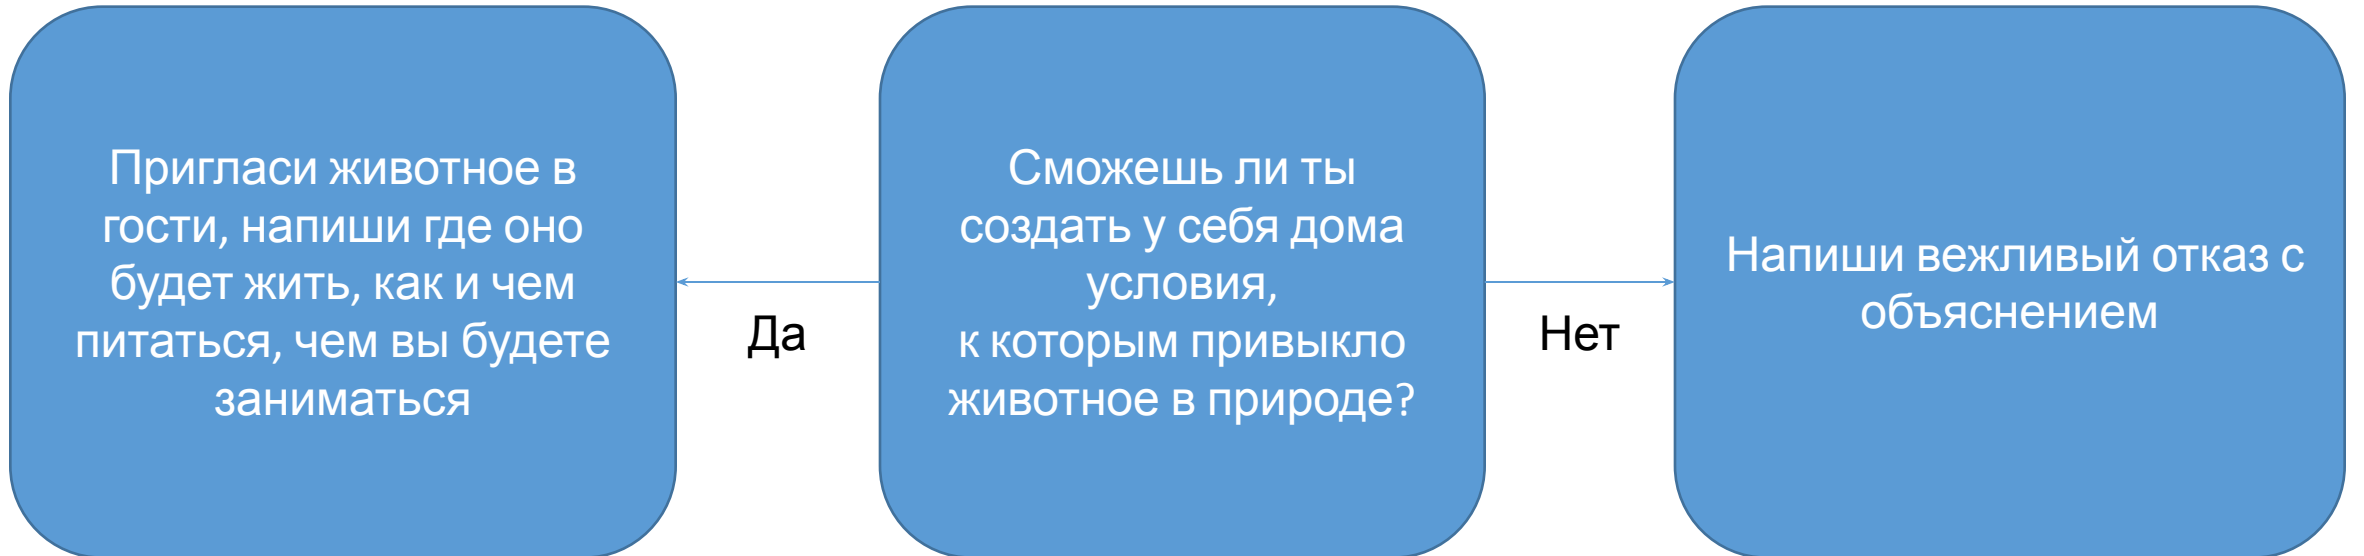 Пригласи животное в
гости, напиши где оно
будет жить, как и чем
питаться, чем вы будете
заниматься
Да
Сможешь ли ты
создать у себя дома
условия,
к которым привыкло
животное в природе?
Нет
Напиши вежливый отказ с
объяснением